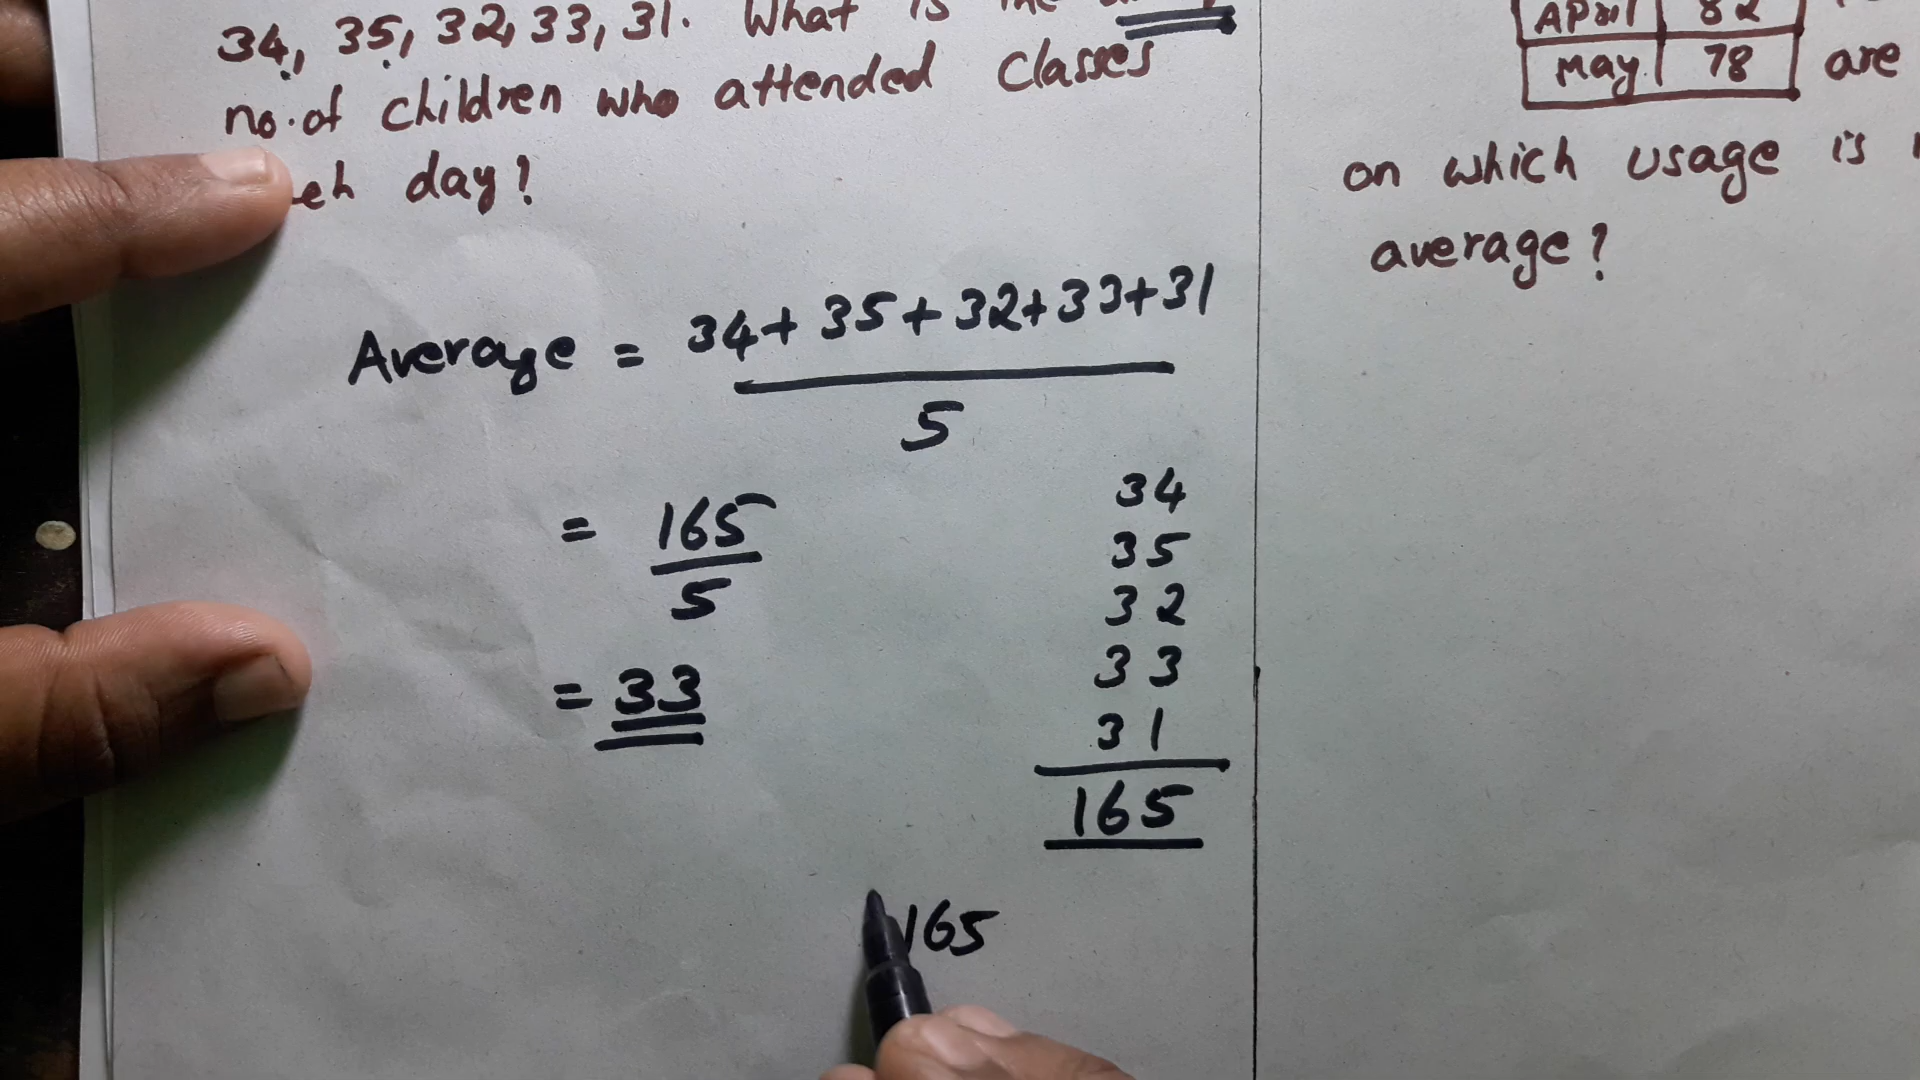 34, 35, 32, 33, 31. What is the
no. of children who attended classes
day?
Average = 34 + 35 + 32 + 33 + 31
5
= 165
5
= 33
34
35
32
33
31
165
165
April 82
May 78 are
on which usage is
average?